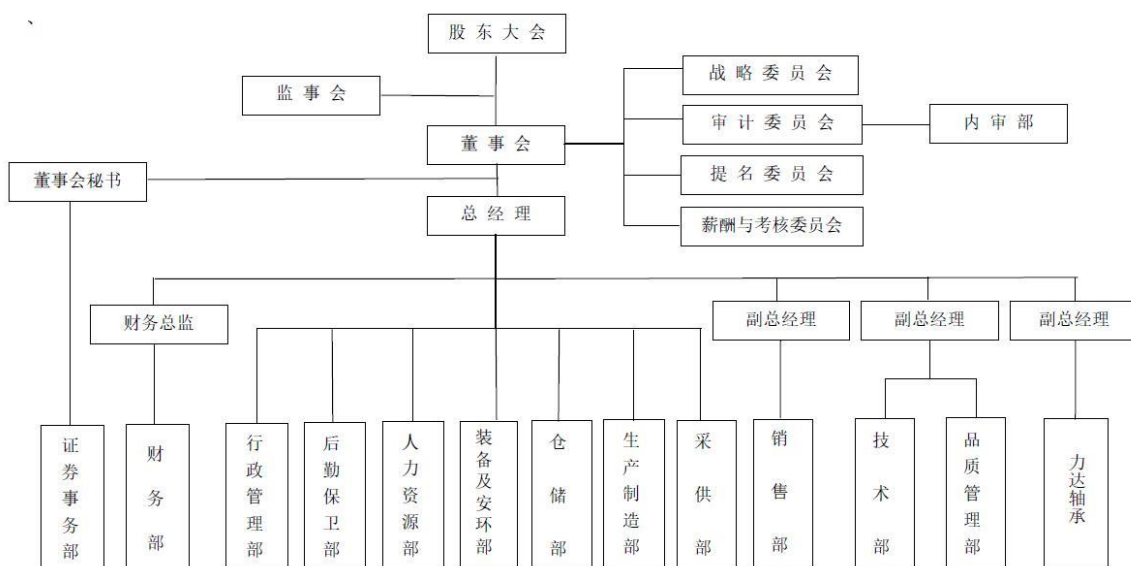 、
股东大会
监事会
战略委员会
审计委员会
内审部
董事会
提名委员会
董事会秘书
总经理
薪酬与考核委员会
财务总监
副总经理
副总经理
副总经理
证券事务部
财务部
行政管理部
后勤保卫部
人力资源部
装备及安环部
仓储部
生产制造部
采供部
销售部
技术部
品质管理部
力达轴承